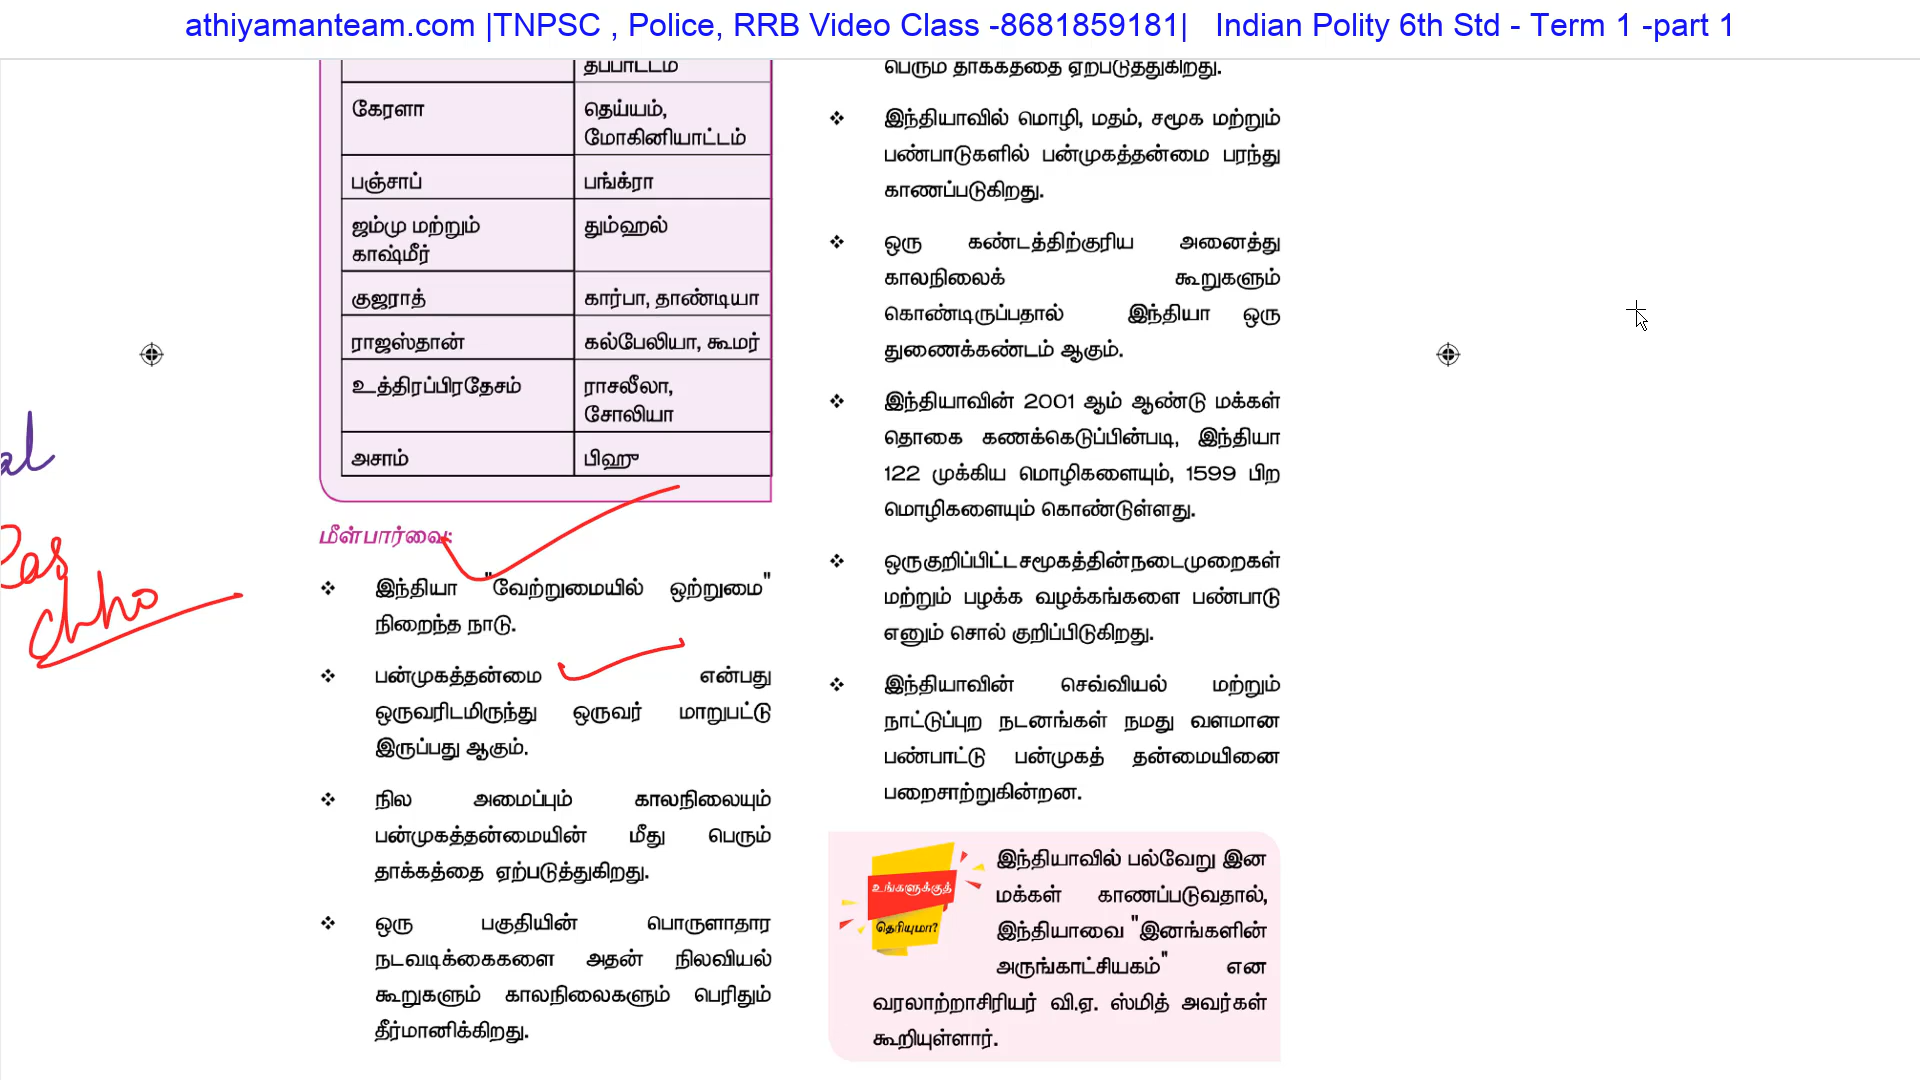 athiyamanteam.com |TNPSC , Police, RRB Video Class -8681859181|   Indian Polity 6th Std - Term 1 -part 1
தப்பாட்டம்
கேரளா தெய்யம்,
மோகினியாட்டம்
பஞ்சாப் பங்க்ரா
ஜம்மு மற்றும் தும்ஹல்
காஷ்மீர்
குஜராத் கார்பா, தாண்டியா
ராஜஸ்தான் கல்பேலியா, கூமர்
உத்திரப்பிரதேசம் ராசலீலா,
சோலியா
அசாம் பிஹு
மீள்பார்வை:
❖ இந்தியா "வேற்றுமையில் ஒற்றுமை"
நிறைந்த நாடு.
❖ பன்முகத்தன்மை என்பது
ஒருவரிடமிருந்து ஒருவர் மாறுபட்டு
இருப்பது ஆகும்.
❖ நில அமைப்பும் காலநிலையும்
பன்முகத்தன்மையின் மீது பெரும்
தாக்கத்தை ஏற்படுத்துகிறது.
❖ ஒரு பகுதியின் பொருளாதார
நடவடிக்கைகளை அதன் நிலவியல்
கூறுகளும் காலநிலைகளும் பெரிதும்
தீர்மானிக்கிறது.
பெரும் தாக்கத்தை ஏற்படுத்துகிறது.
❖ இந்தியாவில் மொழி, மதம், சமூக மற்றும்
பண்பாடுகளில் பன்முகத்தன்மை பரந்து
காணப்படுகிறது.
❖ ஒரு கண்டத்திற்குரிய அனைத்து
காலநிலைக் கூறுகளும்
கொண்டிருப்பதால் இந்தியா ஒரு
துணைக்கண்டம் ஆகும்.
❖ இந்தியாவின் 2001 ஆம் ஆண்டு மக்கள்
தொகை கணக்கெடுப்பின்படி, இந்தியா
122 முக்கிய மொழிகளையும், 1599 பிற
மொழிகளையும் கொண்டுள்ளது.
❖ ஒரு குறிப்பிட்ட சமூகத்தின் நடைமுறைகள்
மற்றும் பழக்க வழக்கங்களை பண்பாடு
எனும் சொல் குறிப்பிடுகிறது.
❖ இந்தியாவின் செவ்வியல் மற்றும்
நாட்டுப்புற நடனங்கள் நமது வளமான
பண்பாட்டு பன்முகத் தன்மையினை
பறைசாற்றுகின்றன.
உங்களுக்குத்
தெரியுமா?
இந்தியாவில் பல்வேறு இன
மக்கள் காணப்படுவதால்,
இந்தியாவை "இனங்களின்
அருங்காட்சியகம்" என
வரலாற்றாசிரியர் வி.ஏ. ஸ்மித் அவர்கள்
கூறியுள்ளார்.